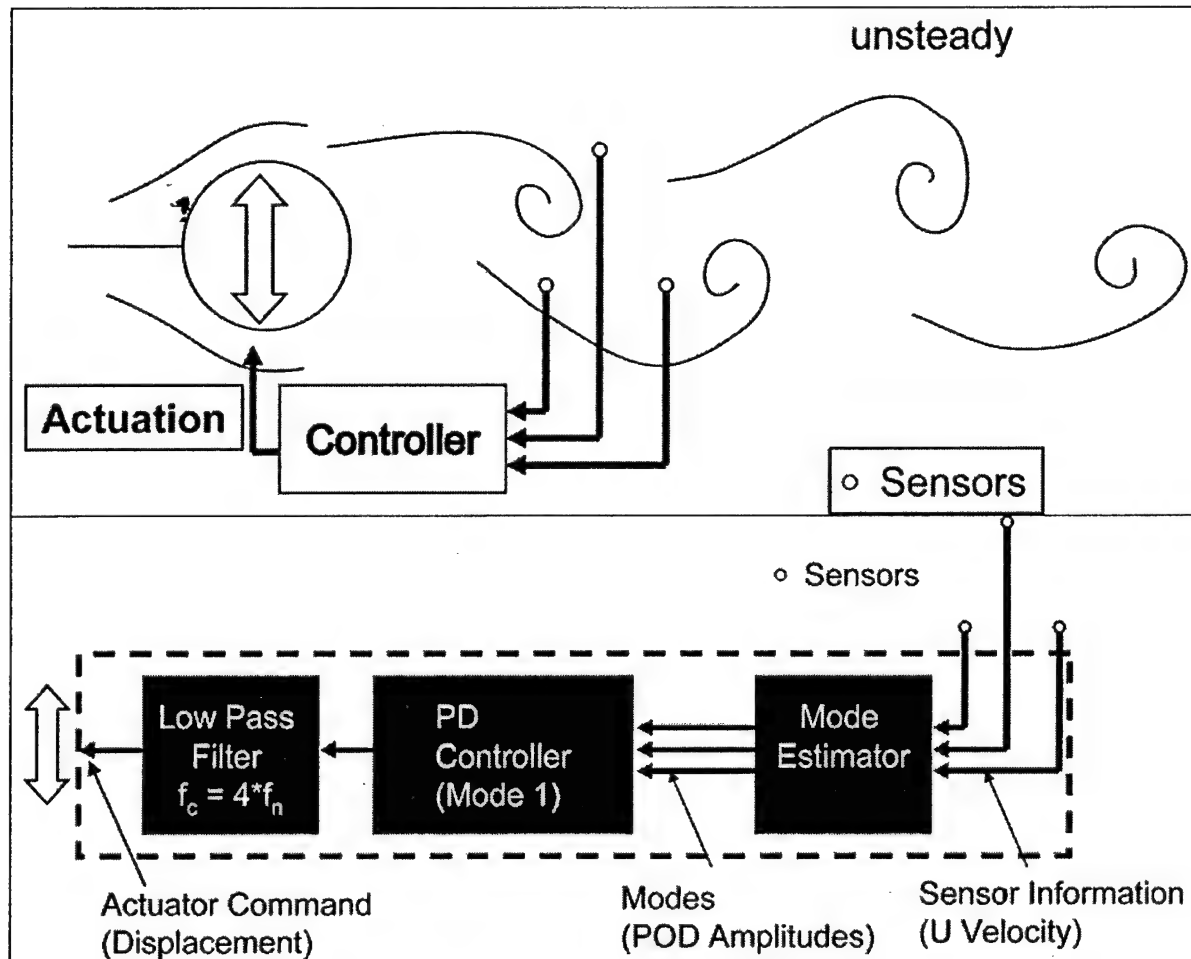 unsteady
Actuation
Controller
Sensors
Sensors
Low Pass
Filter
f_c = 4*f_n
PD
Controller
(Mode 1)
Mode
Estimator
Actuator Command
(Displacement)
Modes
(POD Amplitudes)
Sensor Information
(U Velocity)